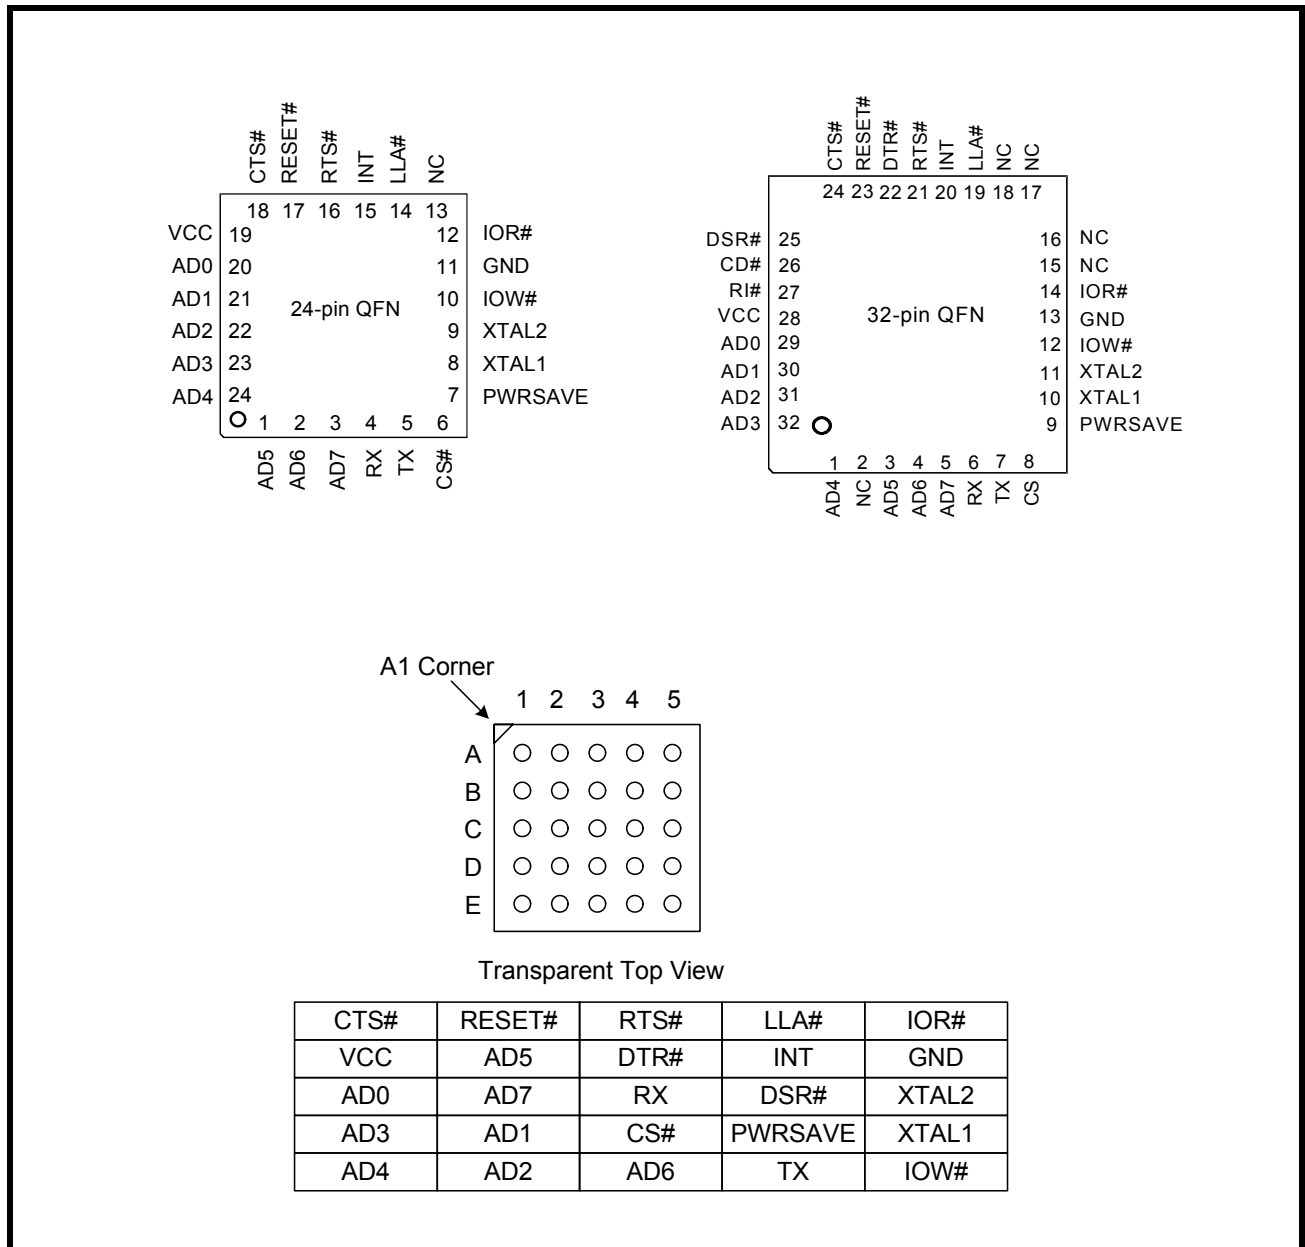 CTS# RESET# RTS# INT LLA# NC
18 17 16 15 14 13
VCC 19 12 IOR#
AD0 20 11 GND
AD1 21 24-pin QFN 10 IOW#
AD2 22 9 XTAL2
AD3 23 8 XTAL1
AD4 24 7 PWRSAVE
1 2 3 4 5 6
AD5 AD6 AD7 RX TX CS#
CTS# RESET# DTR# RTS# INT LLA# NC NC
24 23 22 21 20 19 18 17
DSR# 25 16 NC
CD# 26 15 NC
RI# 27 14 IOR#
VCC 28 32-pin QFN 13 GND
AD0 29 12 IOW#
AD1 30 11 XTAL2
AD2 31 10 XTAL1
AD3 32 9 PWRSAVE
1 2 3 4 5 6 7 8
AD4 NC AD5 AD6 AD7 RX TX CS
A1 Corner
1 2 3 4 5
A
B
C
D
E
Transparent Top View
CTS# RESET# RTS# LLA# IOR#
VCC AD5 DTR# INT GND
AD0 AD7 RX DSR# XTAL2
AD3 AD1 CS# PWRSAVE XTAL1
AD4 AD2 AD6 TX IOW#